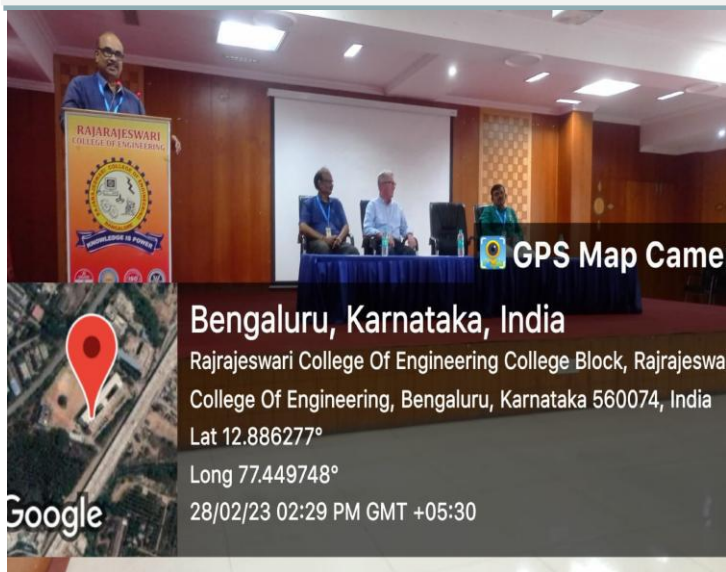 RAJARAJESWARI
COLLEGE OF ENGINEERING
KNOWLEDGE IS POWER
GPS Map Came
Bengaluru, Karnataka, India
Rajrajeswari College Of Engineering College Block, Rajrajeswa
College Of Engineering, Bengaluru, Karnataka 560074, India
Lat 12.886277°
Long 77.449748°
28/02/23 02:29 PM GMT +05:30
Google